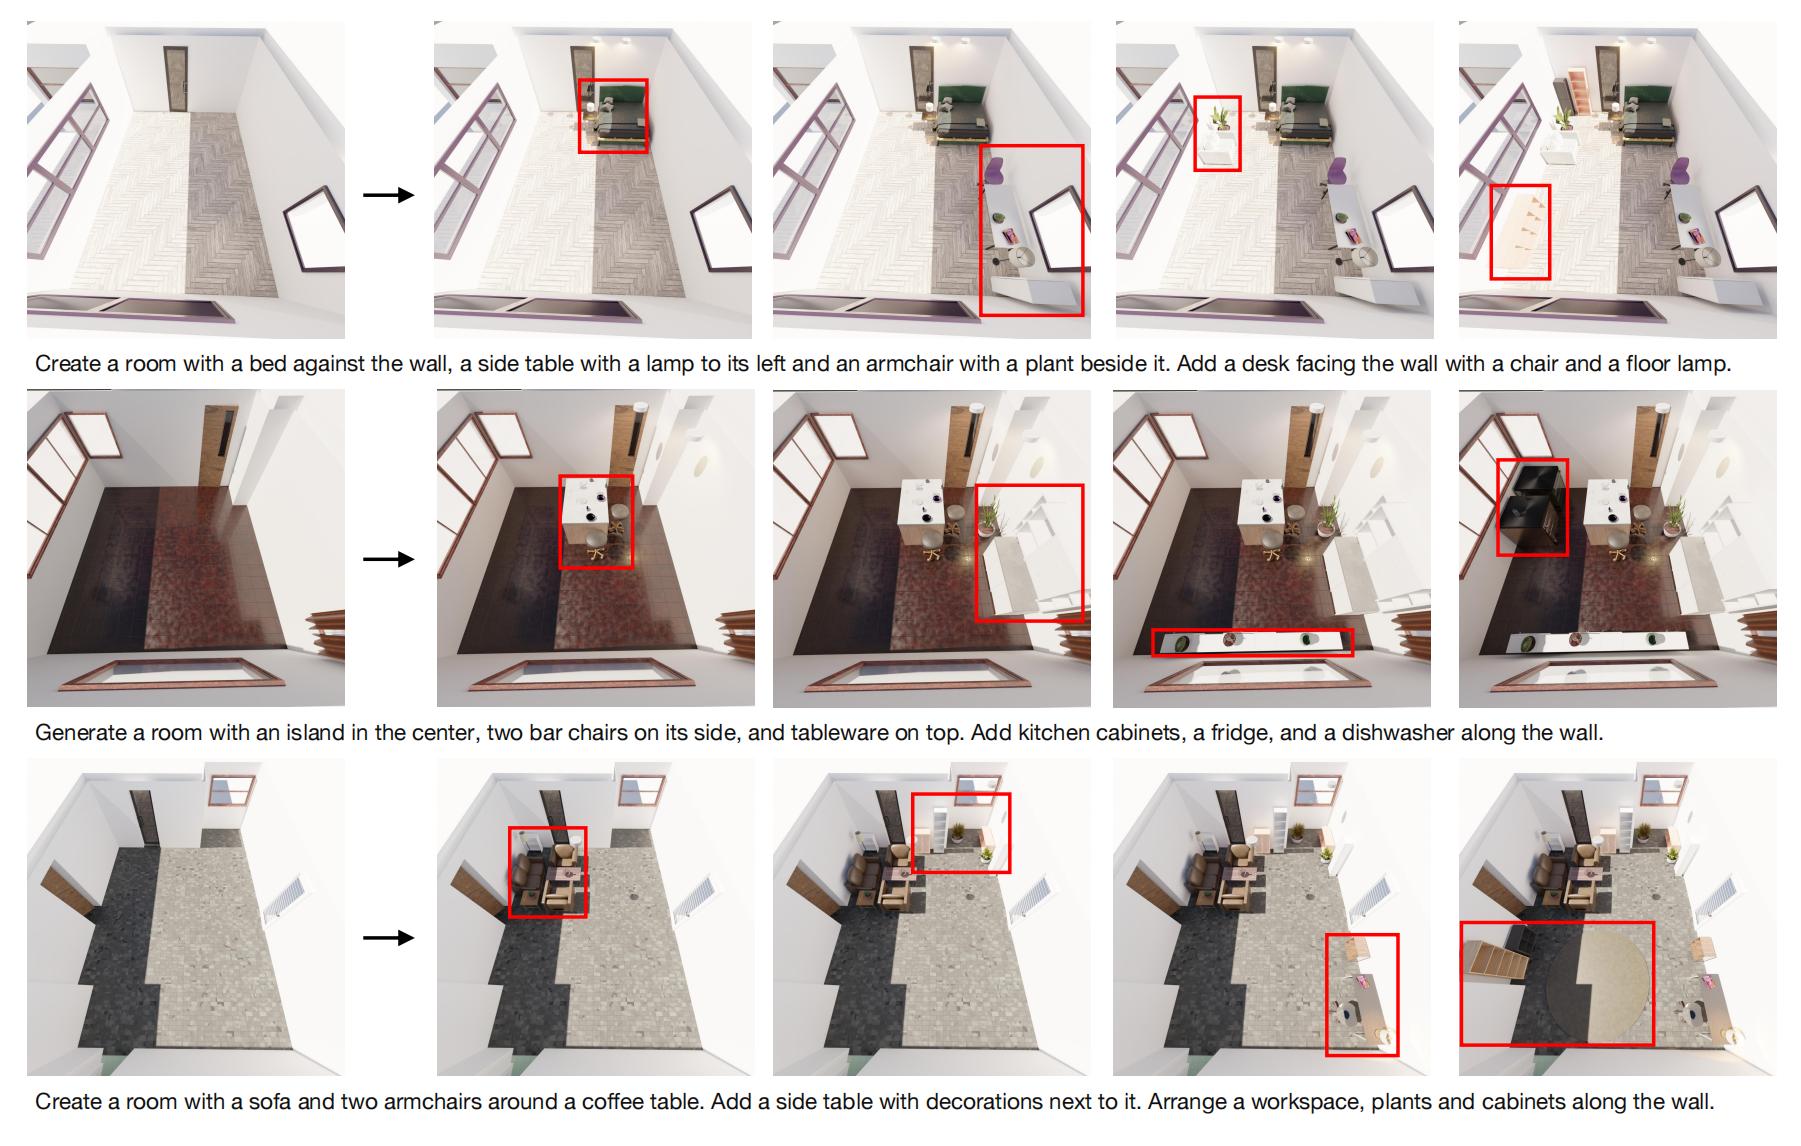 Create a room with a bed against the wall, a side table with a lamp to its left and an armchair with a plant beside it. Add a desk facing the wall with a chair and a floor lamp.
Generate a room with an island in the center, two bar chairs on its side, and tableware on top. Add kitchen cabinets, a fridge, and a dishwasher along the wall.
Create a room with a sofa and two armchairs around a coffee table. Add a side table with decorations next to it. Arrange a workspace, plants and cabinets along the wall.